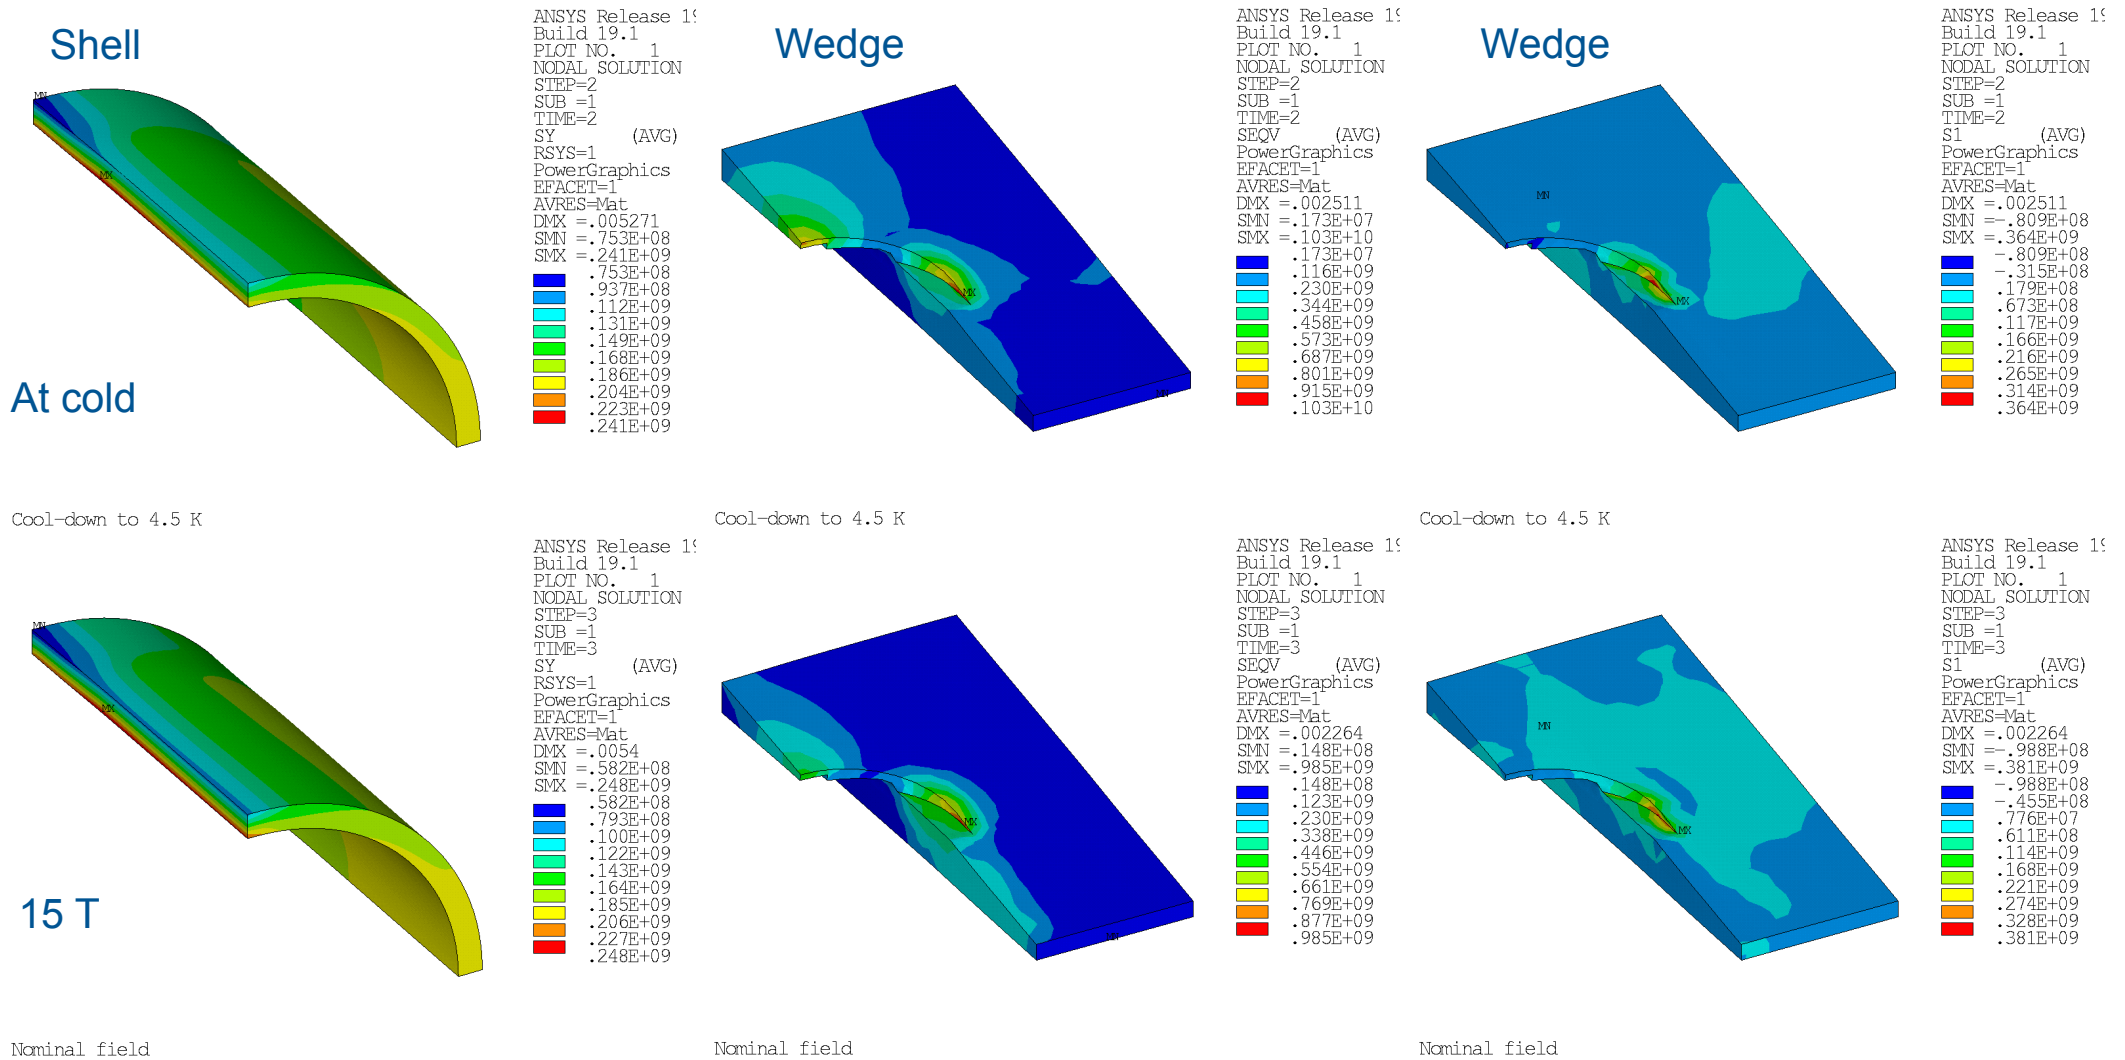 Shell
MN
MX
At cold
Cool-down to 4.5 K
ANSYS Release 19
Build 19.1
PLOT NO. 1
NODAL SOLUTION
STEP=2
SUB =1
TIME=2
SY (AVG)
RSYS=1
PowerGraphics
EFACET=1
AVRES=Mat
DMX =.005271
SMN =.753E+08
SMX =.241E+09
.753E+08
.937E+08
.112E+09
.131E+09
.149E+09
.168E+09
.186E+09
.204E+09
.223E+09
.241E+09
Wedge
MX
MN
Cool-down to 4.5 K
ANSYS Release 19
Build 19.1
PLOT NO. 1
NODAL SOLUTION
STEP=2
SUB =1
TIME=2
SEQV (AVG)
PowerGraphics
EFACET=1
AVRES=Mat
DMX =.002511
SMN =.173E+07
SMX =.103E+10
.173E+07
.116E+09
.230E+09
.344E+09
.458E+09
.573E+09
.687E+09
.801E+09
.915E+09
.103E+10
Wedge
MN
MX
Cool-down to 4.5 K
ANSYS Release 19
Build 19.1
PLOT NO. 1
NODAL SOLUTION
STEP=2
SUB =1
TIME=2
S1 (AVG)
PowerGraphics
EFACET=1
AVRES=Mat
DMX =.002511
SMN =-.809E+08
SMX =.364E+09
-.809E+08
-.315E+08
.179E+08
.673E+08
.117E+09
.166E+09
.216E+09
.265E+09
.314E+09
.364E+09
MN
MX
15 T
Nominal field
ANSYS Release 19
Build 19.1
PLOT NO. 1
NODAL SOLUTION
STEP=3
SUB =1
TIME=3
SY (AVG)
RSYS=1
PowerGraphics
EFACET=1
AVRES=Mat
DMX =.0054
SMN =.582E+08
SMX =.248E+09
.582E+08
.793E+08
.100E+09
.122E+09
.143E+09
.164E+09
.185E+09
.206E+09
.227E+09
.248E+09
MX
MN
Nominal field
ANSYS Release 19
Build 19.1
PLOT NO. 1
NODAL SOLUTION
STEP=3
SUB =1
TIME=3
SEQV (AVG)
PowerGraphics
EFACET=1
AVRES=Mat
DMX =.002264
SMN =.148E+08
SMX =.985E+09
.148E+08
.123E+09
.230E+09
.338E+09
.446E+09
.554E+09
.661E+09
.769E+09
.877E+09
.985E+09
MN
MX
Nominal field
ANSYS Release 19
Build 19.1
PLOT NO. 1
NODAL SOLUTION
STEP=3
SUB =1
TIME=3
S1 (AVG)
PowerGraphics
EFACET=1
AVRES=Mat
DMX =.002264
SMN =-.988E+08
SMX =.381E+09
-.988E+08
-.455E+08
.776E+07
.611E+08
.114E+09
.168E+09
.221E+09
.274E+09
.328E+09
.381E+09